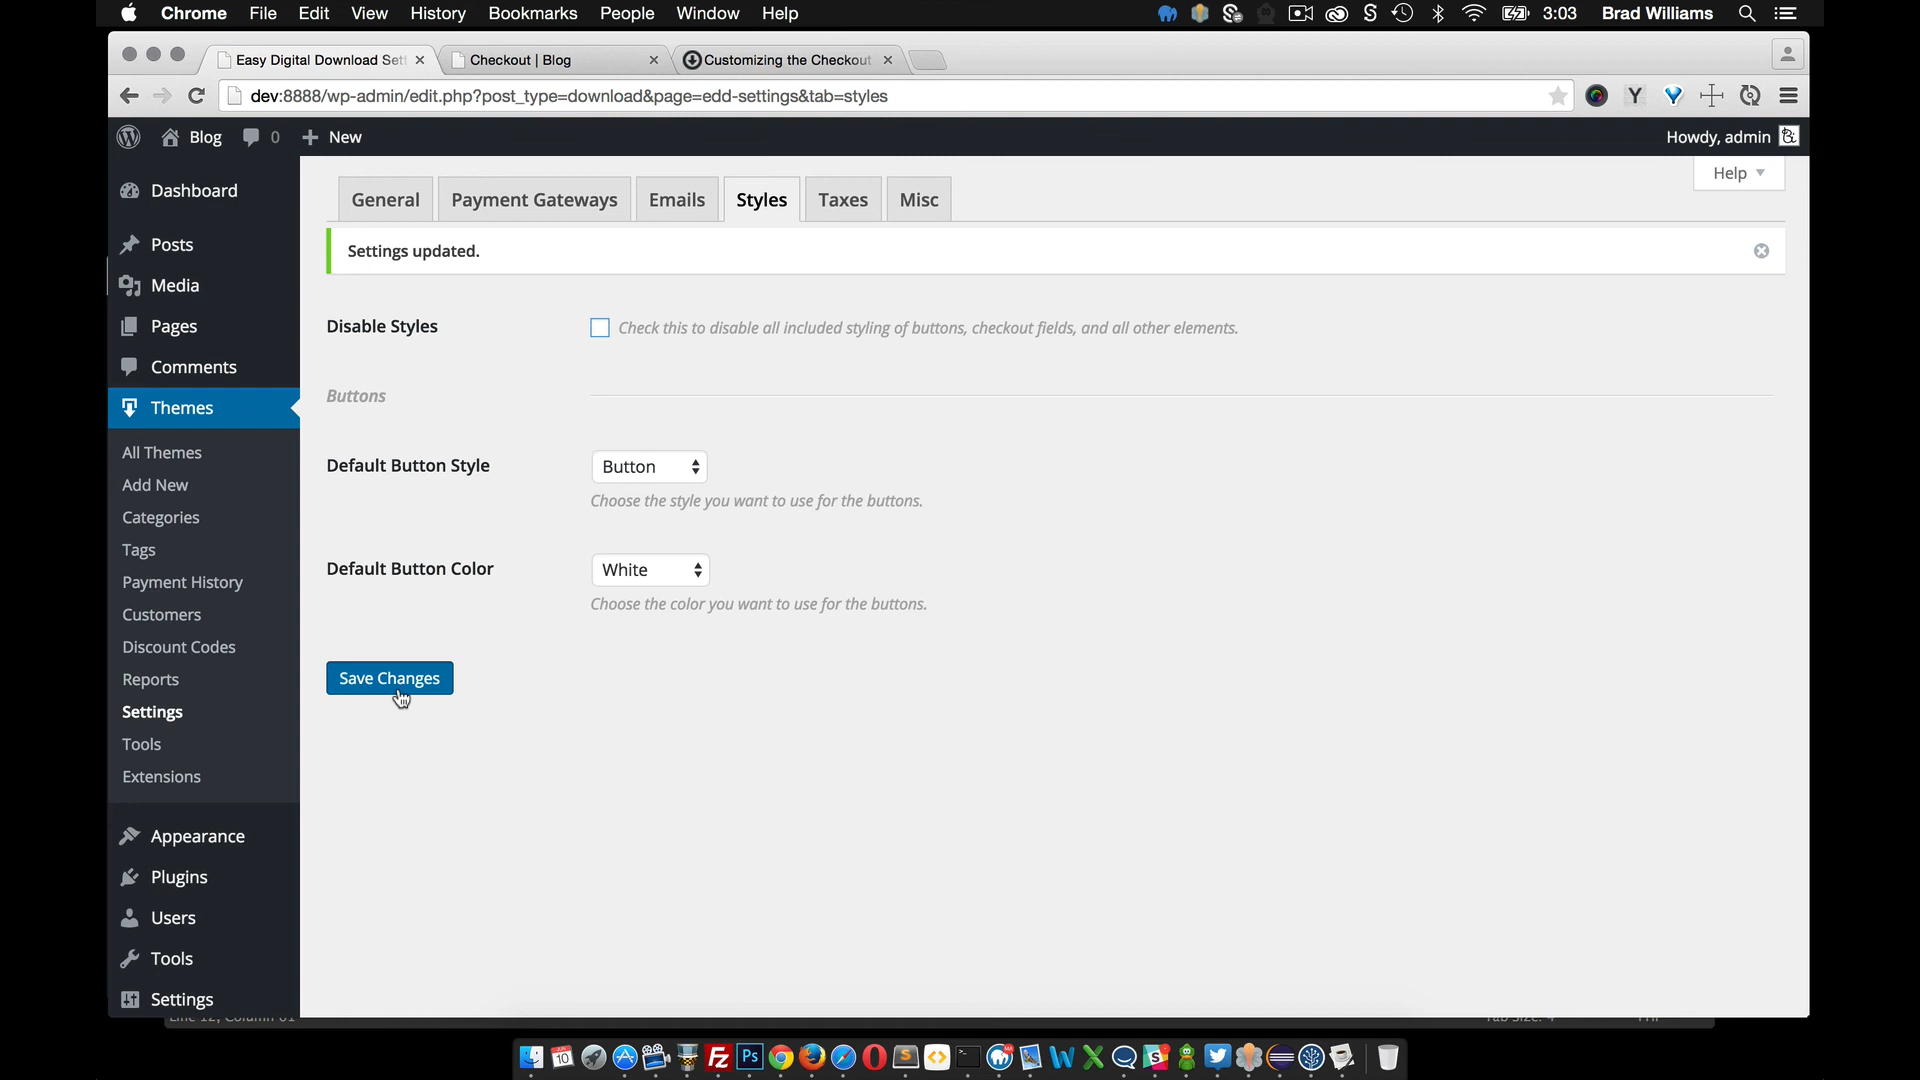 Chrome File Edit View History Bookmarks People Window Help 3:03 Brad Williams
Easy Digital Download Set Checkout | Blog Customizing the Checkout
dev:8888/wp-admin/edit.php?post_type=download&page=edd-settings&tab=styles
Blog 0 New Howdy, admin
Help
General Payment Gateways Emails Styles Taxes Misc
Settings updated.
Dashboard
Posts
Media
Pages
Comments
Themes
All Themes
Add New
Categories
Tags
Payment History
Customers
Discount Codes
Reports
Settings
Tools
Extensions
Appearance
Plugins
Users
Tools
Settings
Disable Styles
Check this to disable all included styling of buttons, checkout fields, and all other elements.
Buttons
Default Button Style
Button
Choose the style you want to use for the buttons.
Default Button Color
White
Choose the color you want to use for the buttons.
Save Changes